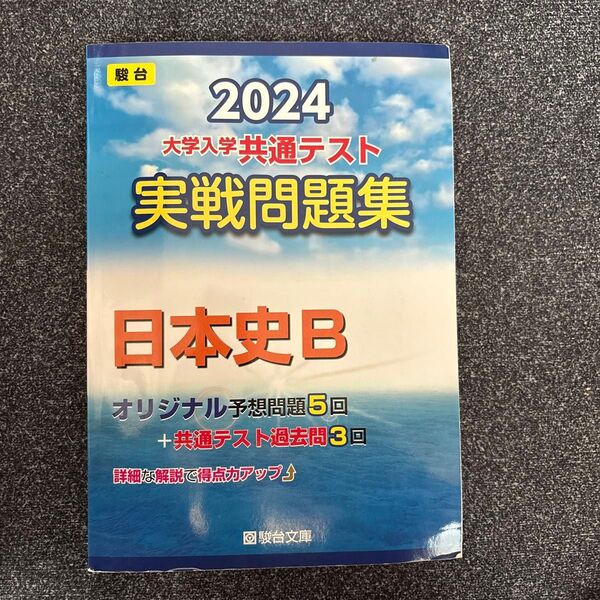 駿台
2024
大学入学共通テスト
実戦問題集
日本史B
オリジナル予想問題5回
+共通テスト過去問3回
詳細な解説で得点力アップ
駿台文庫